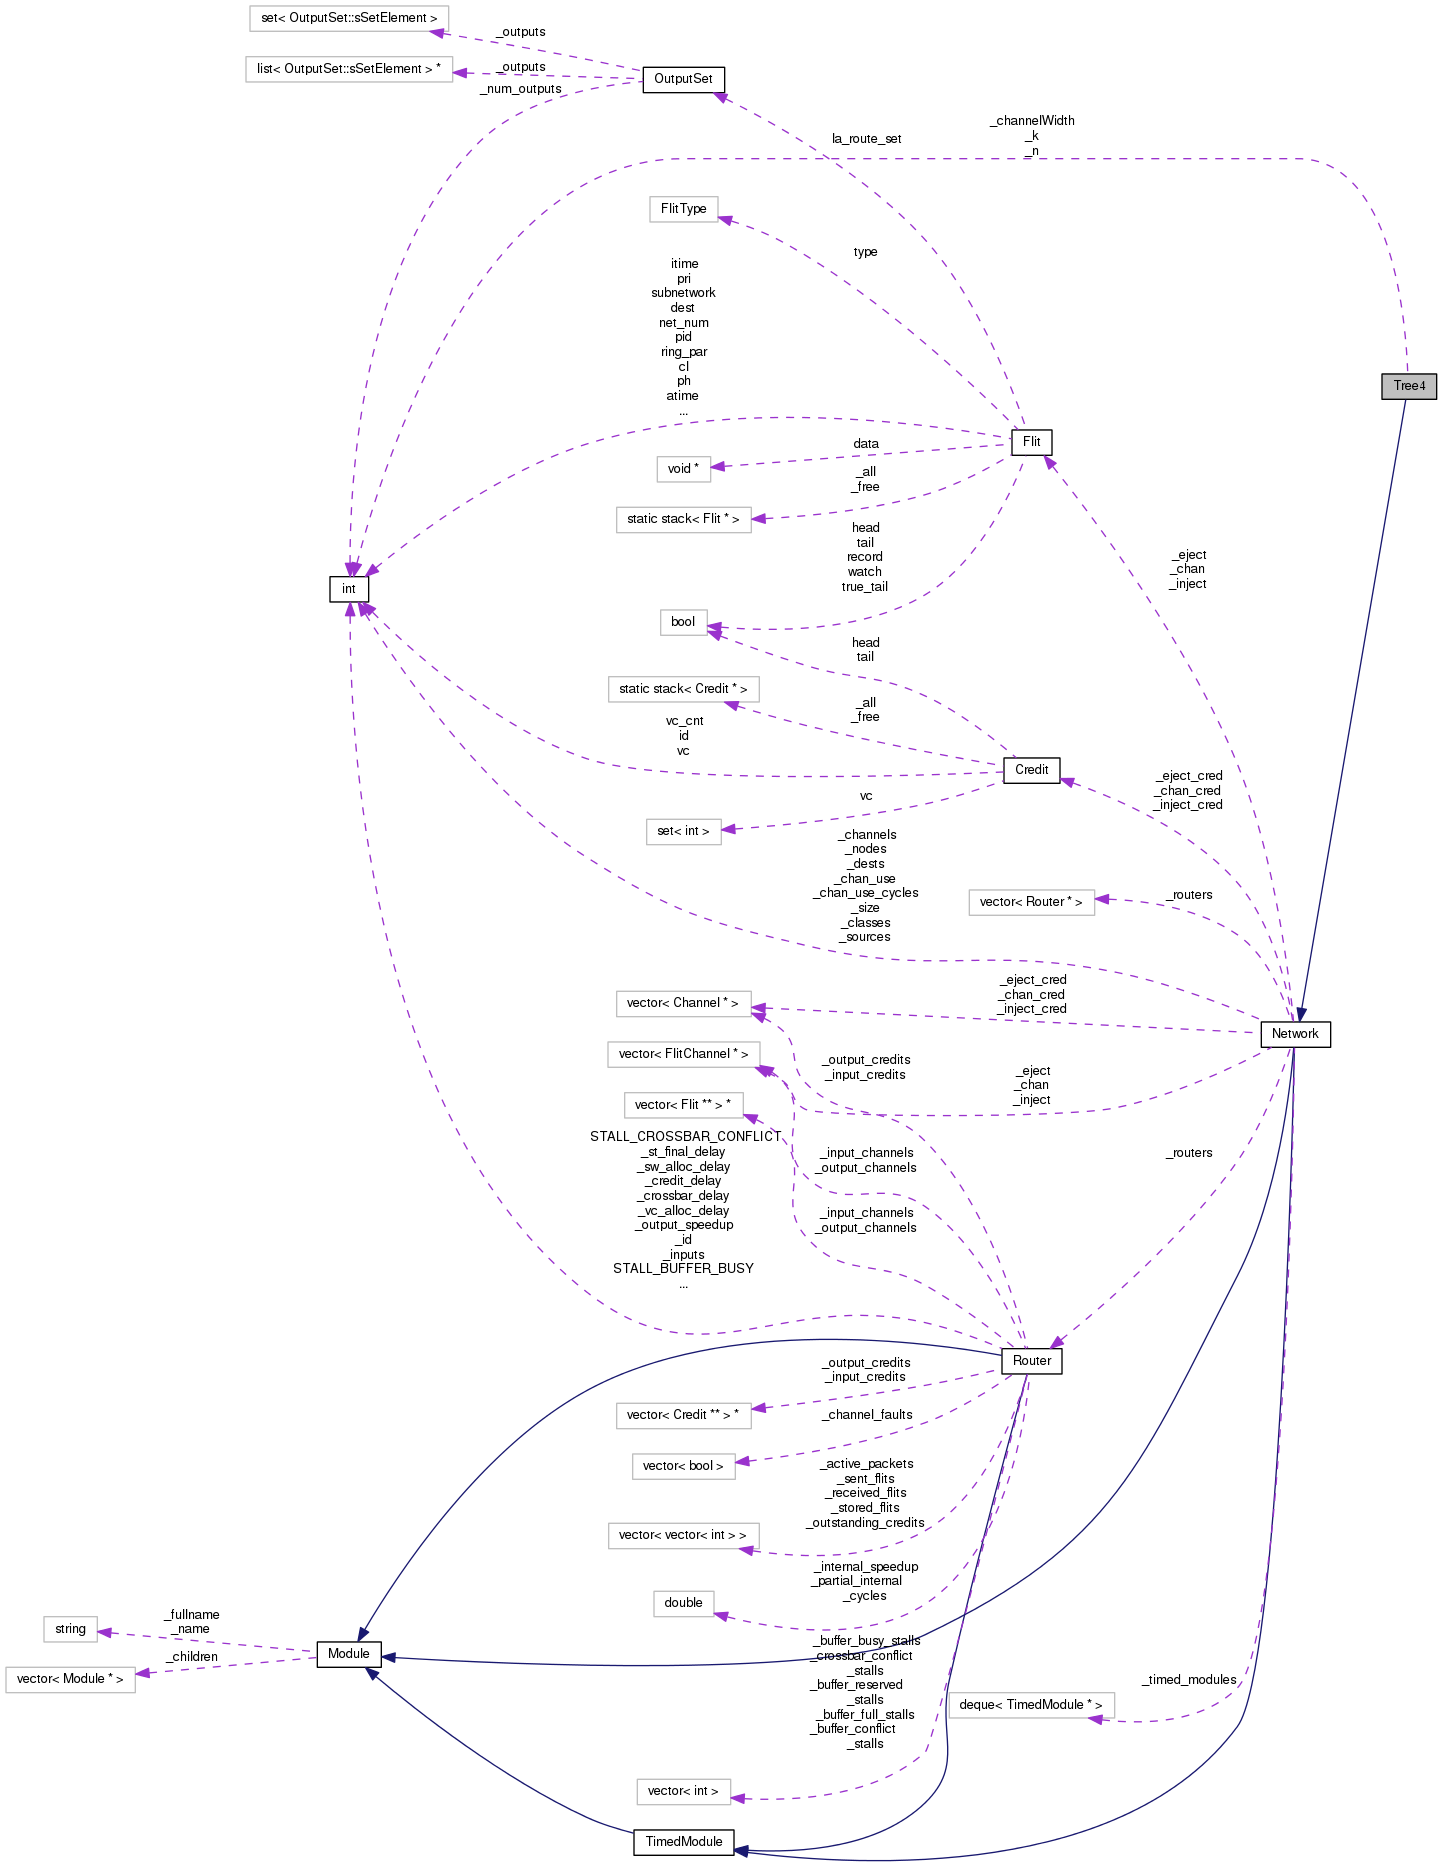 set< OutputSet::sSetElement >
_outputs
list< OutputSet::sSetElement > *
_outputs
OutputSet
_num_outputs
_channelWidth
_k
_n
la_route_set
FlitType
type
itime
pri
subnetwork
dest
net_num
pid
ring_par
cl
ph
atime
...
Tree4
Flit
data
void *
_all
_free
static stack< Flit * >
head
tail
record
watch
true_tail
_eject
_chan
_inject
int
bool
head
tail
static stack< Credit * >
_all
_free
vc_cnt
id
vc
Credit
_eject_cred
_chan_cred
_inject_cred
vc
set< int >
_channels
_nodes
_dests
_chan_use
_chan_use_cycles
_size
_classes
_sources
vector< Router * >
_routers
_eject_cred
_chan_cred
_inject_cred
vector< Channel * >
Network
vector< FlitChannel * >
_output_credits
_input_credits
_eject
_chan
_inject
vector< Flit ** > *
STALL_CROSSBAR_CONFLICT
_st_final_delay
_sw_alloc_delay
_credit_delay
_crossbar_delay
_vc_alloc_delay
_output_speedup
_id
_inputs
STALL_BUFFER_BUSY
...
_input_channels
_output_channels
_routers
_input_channels
_output_channels
Router
_output_credits
_input_credits
vector< Credit ** > *
_channel_faults
vector< bool >
_active_packets
_sent_flits
_received_flits
_stored_flits
_outstanding_credits
vector< vector< int > >
_internal_speedup
_partial_internal
_cycles
double
string
_fullname
_name
Module
_children
vector< Module * >
_buffer_busy_stalls
_crossbar_conflict
_stalls
_buffer_reserved
_stalls
_buffer_full_stalls
_buffer_conflict
_stalls
_timed_modules
deque< TimedModule * >
vector< int >
TimedModule